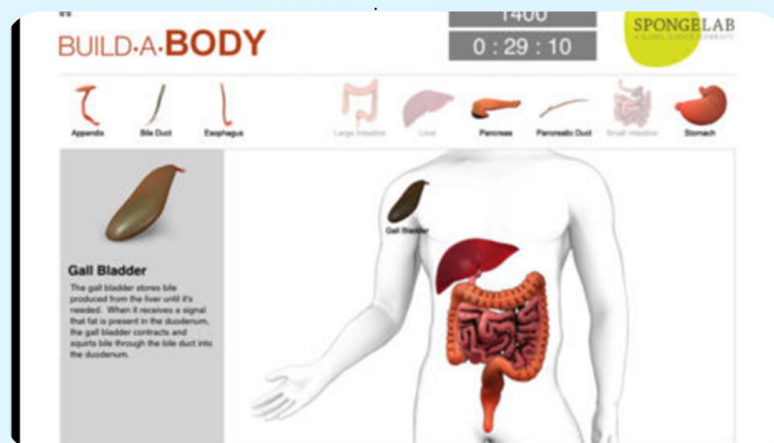 1400
BUILD-A-BODY
0 : 29 : 10
SPONGELAB
Appendix
Bile Duct
Esophagus
Large Intestine
Liver
Pancreas
Pancreatic Duct
Small Intestine
Stomach
Gall Bladder
Gall Bladder
The gall bladder stores bile
produced from the liver until it's
needed. When it receives a signal
that fat is present in the duodenum,
the gall bladder contracts and
squirts bile through the bile duct into
the duodenum.